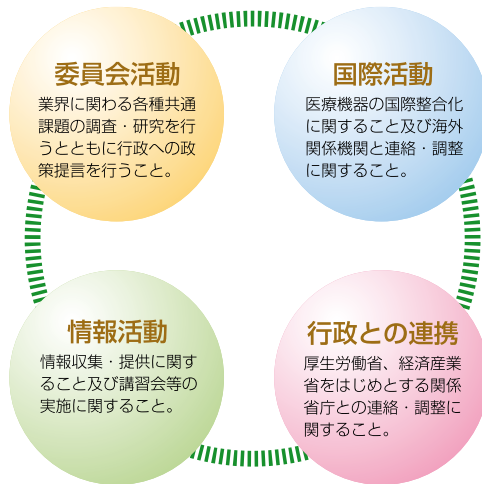 委員会活動
業界に関わる各種共通
課題の調査・研究を行
うとともに行政への政
策提言を行うこと。
国際活動
医療機器の国際整合化
に関すること及び海外
関係機関と連絡・調整
に関すること。
情報活動
情報収集・提供に関す
ること及び講習会等の
実施に関すること。
行政との連携
厚生労働省、経済産業
省をはじめとする関係
省庁との連絡・調整に
関すること。